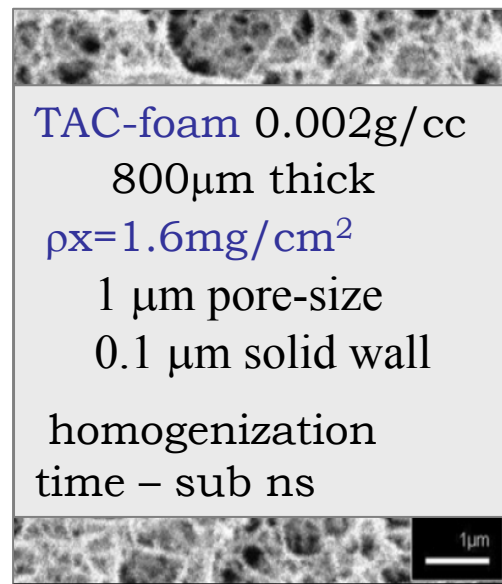 TAC-foam 0.002g/cc
800μm thick
ρx=1.6mg/cm²
1 μm pore-size
0.1 μm solid wall
homogenization
time – sub ns
1μm